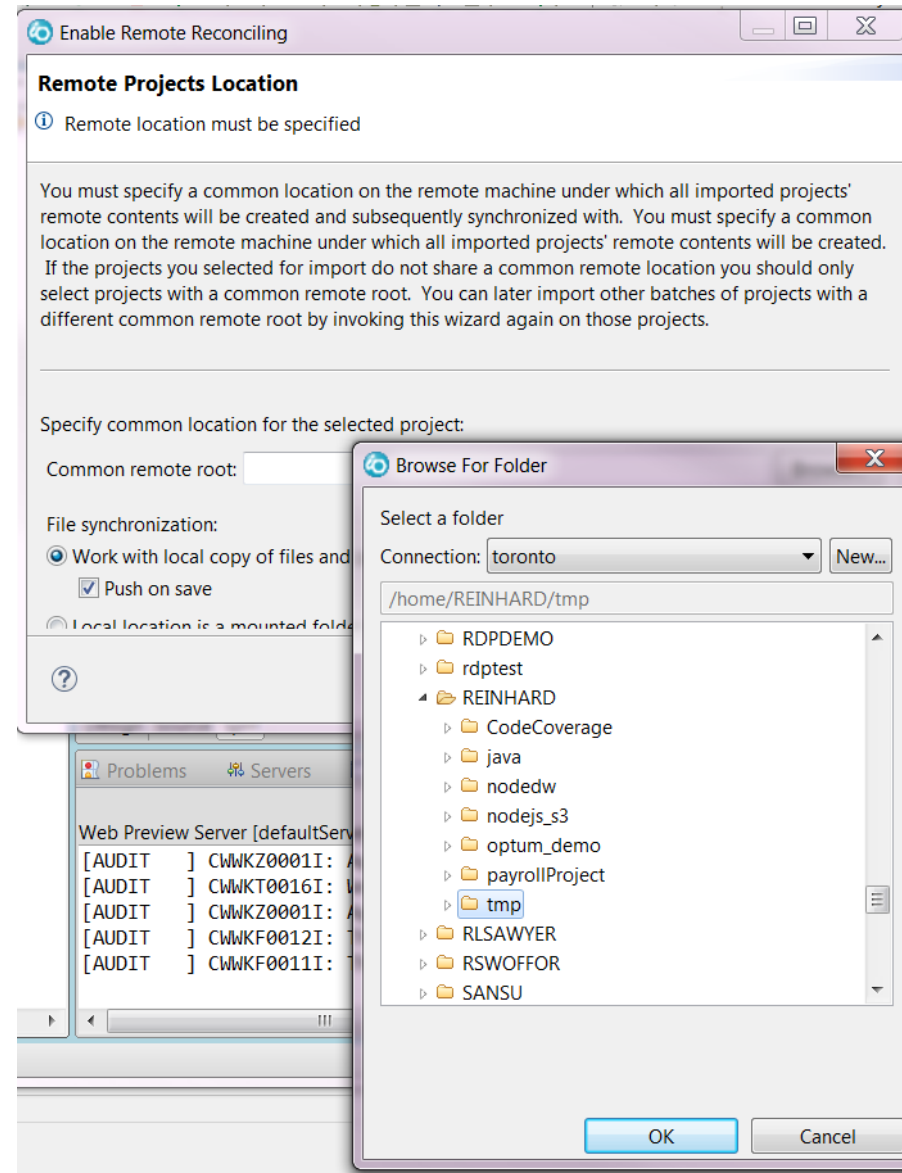 Enable Remote Reconciling
Remote Projects Location
Remote location must be specified
You must specify a common location on the remote machine under which all imported projects'
remote contents will be created and subsequently synchronized with.  You must specify a common
location on the remote machine under which all imported projects' remote contents will be created.
If the projects you selected for import do not share a common remote location you should only
select projects with a common remote root.  You can later import other batches of projects with a
different common remote root by invoking this wizard again on those projects.
Specify common location for the selected project:
Common remote root:
File synchronization:
Work with local copy of files and
Push on save
Local location is a mounted folde
Browse For Folder
Select a folder
Connection: toronto
New...
/home/REINHARD/tmp
RDPDEMO
rdptest
REINHARD
CodeCoverage
java
nodedw
nodejs_s3
optum_demo
payrollProject
tmp
RLSAWYER
RSWOFFOR
SANSU
OK
Cancel
Problems
Servers
Web Preview Server [defaultServ
[AUDIT   ] CWWKZ0001I: A
[AUDIT   ] CWWKT0016I: W
[AUDIT   ] CWWKZ0001I: A
[AUDIT   ] CWWKF0012I: T
[AUDIT   ] CWWKF0011I: T